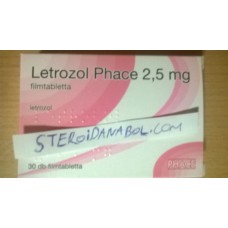 Letrozol Phace 2,5 mg
filmtabletta
letrozol
STEROIDANABOL.COM
30 db filmtabletta